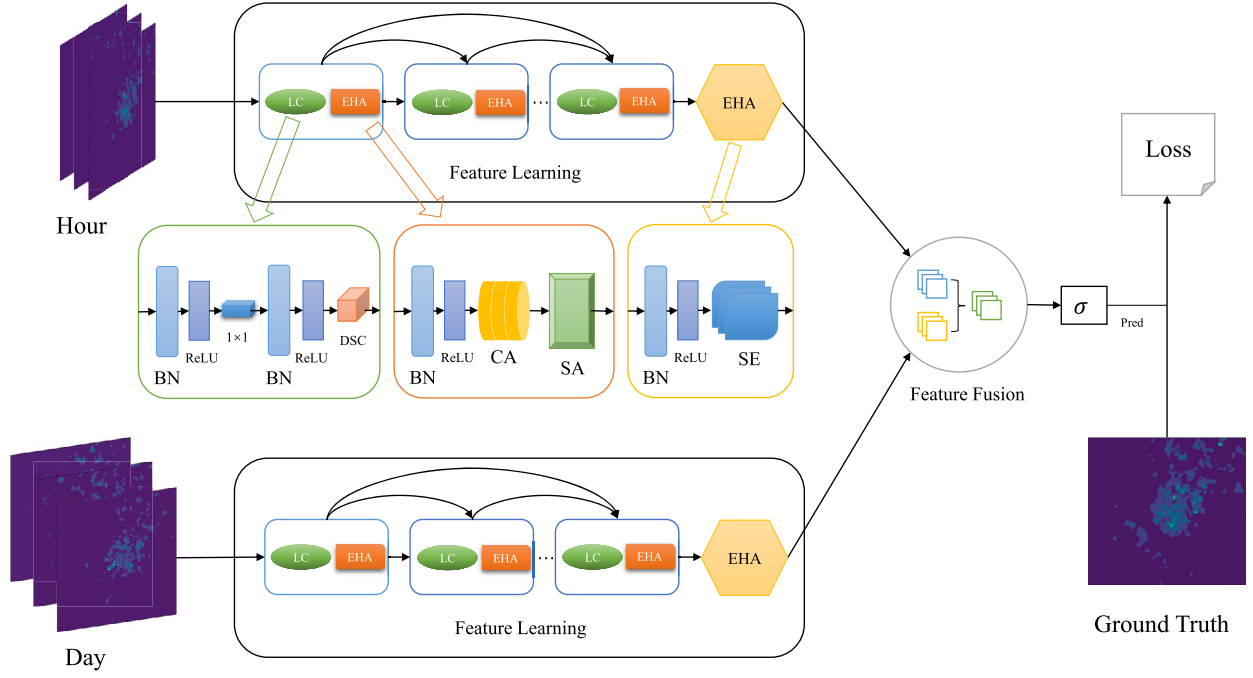 LC
EHA
LC
EHA
...
LC
EHA
EHA
Feature Learning
Hour
Loss
BN
ReLU
1×1
BN
ReLU
DSC
BN
ReLU
CA
SA
BN
ReLU
SE
Feature Fusion
σ
Pred
LC
EHA
LC
EHA
...
LC
EHA
EHA
Feature Learning
Day
Ground Truth